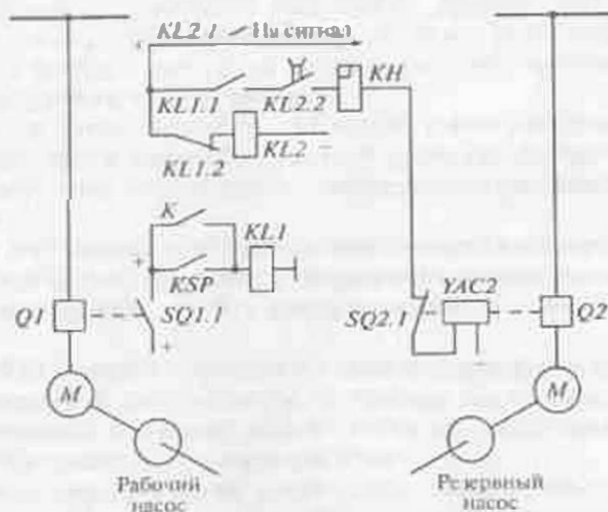 KL2.1 На сигнал
+
KL1.1 KL2.2 KH
KL1.2 KL2 −
K KL1
+ −
KSP
Q1 SQ1.1 SQ2.1 YAC2 Q2
+ −
M M
Рабочий насос
Резервный насос